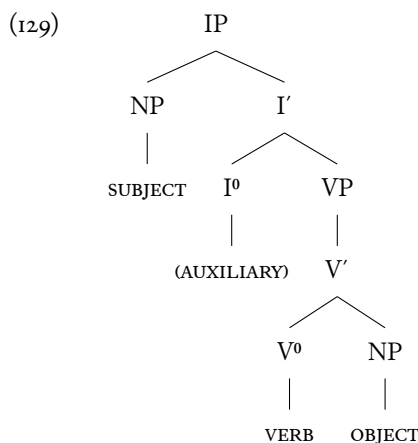 (129) IP
NP I′
SUBJECT I⁰ VP
(AUXILIARY) V′
V⁰ NP
VERB OBJECT